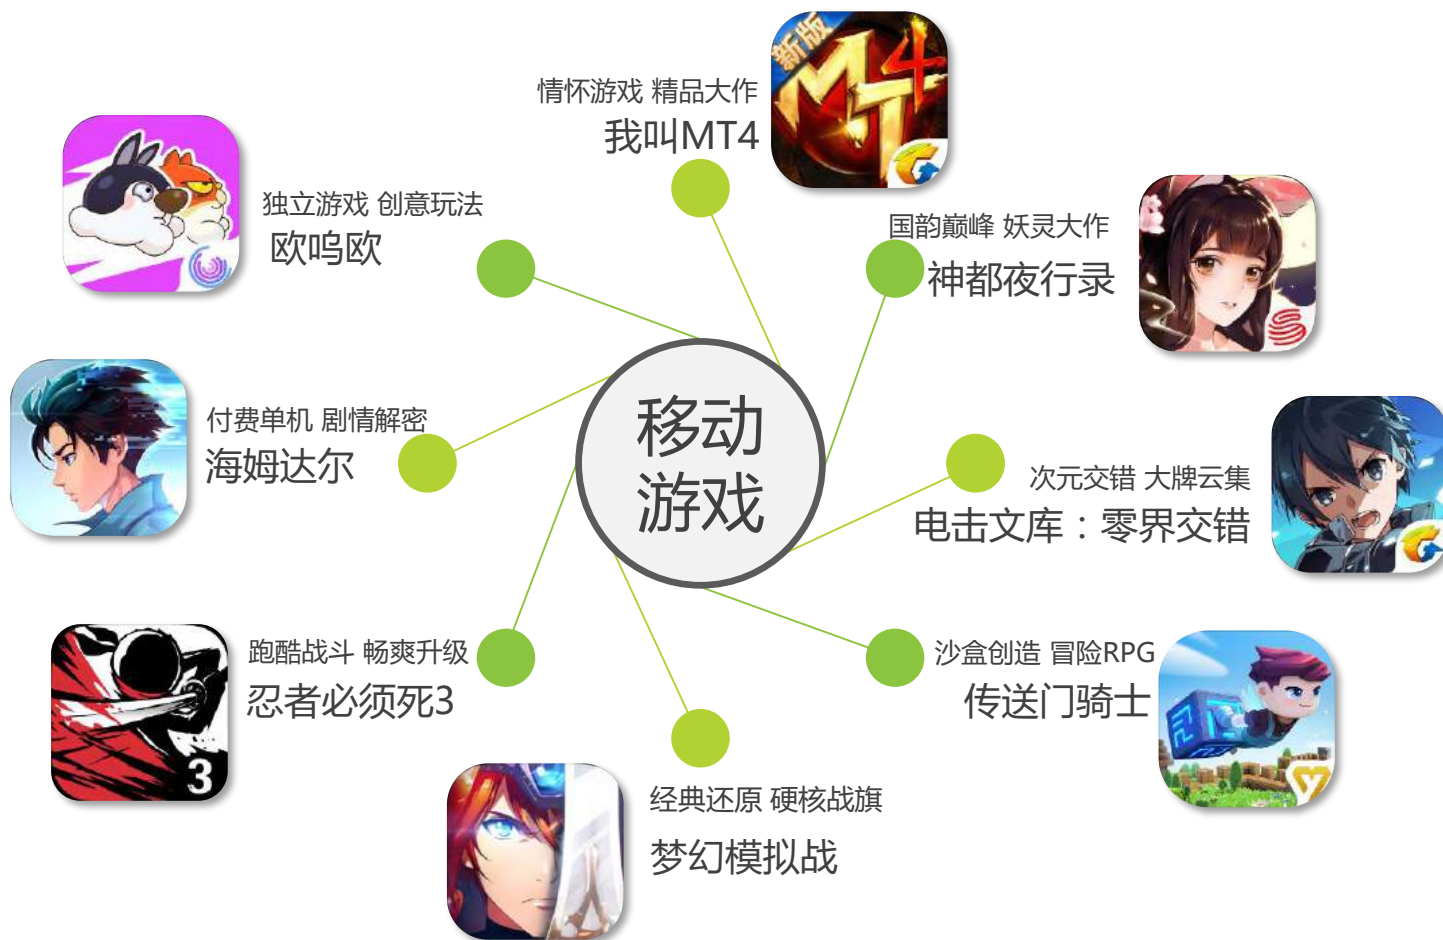 情怀游戏 精品大作
我叫MT4
新版
MT4
独立游戏 创意玩法
欧呜欧
国韵巅峰 妖灵大作
神都夜行录
付费单机 剧情解密
海姆达尔
移动
游戏
次元交错 大牌云集
电击文库：零界交错
跑酷战斗 畅爽升级
忍者必须死3
3
沙盒创造 冒险RPG
传送门骑士
经典还原 硬核战旗
梦幻模拟战